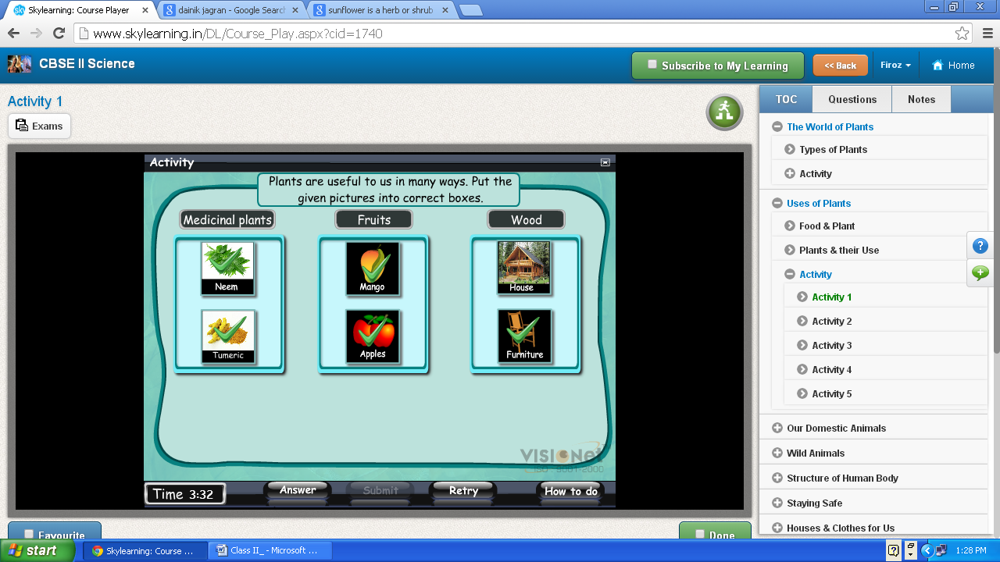 Skylearning: Course Player
dainik jagran - Google Search
sunflower is a herb or shrub
www.skylearning.in/DL/Course_Play.aspx?cid=1740
CBSE II Science
Subscribe to My Learning
<< Back
Firoz
Home
Activity 1
Exams
TOC
Questions
Notes
Activity
Plants are useful to us in many ways. Put the
given pictures into correct boxes.
Medicinal plants
Fruits
Wood
Neem
Mango
House
Tumeric
Apples
Furniture
VISIONet
ISO : 9001-2000
Time 3:32
Answer
Submit
Retry
How to do
The World of Plants
Types of Plants
Activity
Uses of Plants
Food & Plant
Plants & their Use
Activity
Activity 1
Activity 2
Activity 3
Activity 4
Activity 5
Our Domestic Animals
Wild Animals
Structure of Human Body
Staying Safe
Houses & Clothes for Us
Favourite
Done
start
Skylearning: Course ...
Class II_ - Microsoft ...
1:28 PM